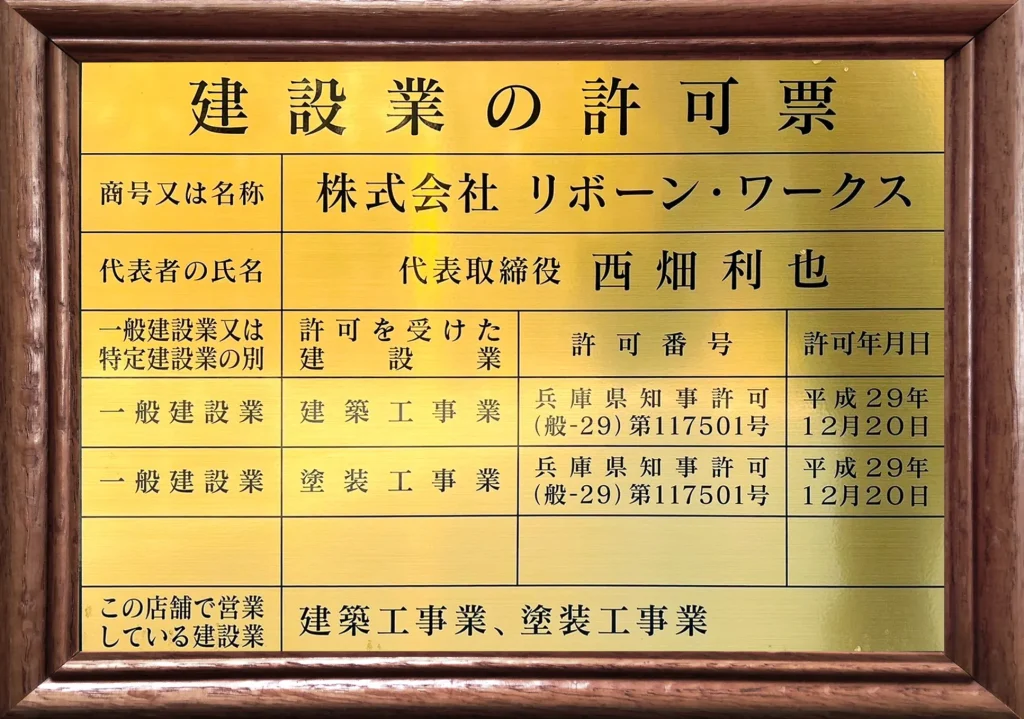 建設業の許可票
商号又は名称
株式会社 リボーン・ワークス
代表者の氏名
代表取締役 西畑利也
一般建設業又は
特定建設業の別
許可を受けた
建設業
許可番号
許可年月日
一般建設業
建築工事業
兵庫県知事許可
(般-29)第117501号
平成29年
12月20日
一般建設業
塗装工事業
兵庫県知事許可
(般-29)第117501号
平成29年
12月20日
この店舗で営業
している建設業
建築工事業、塗装工事業